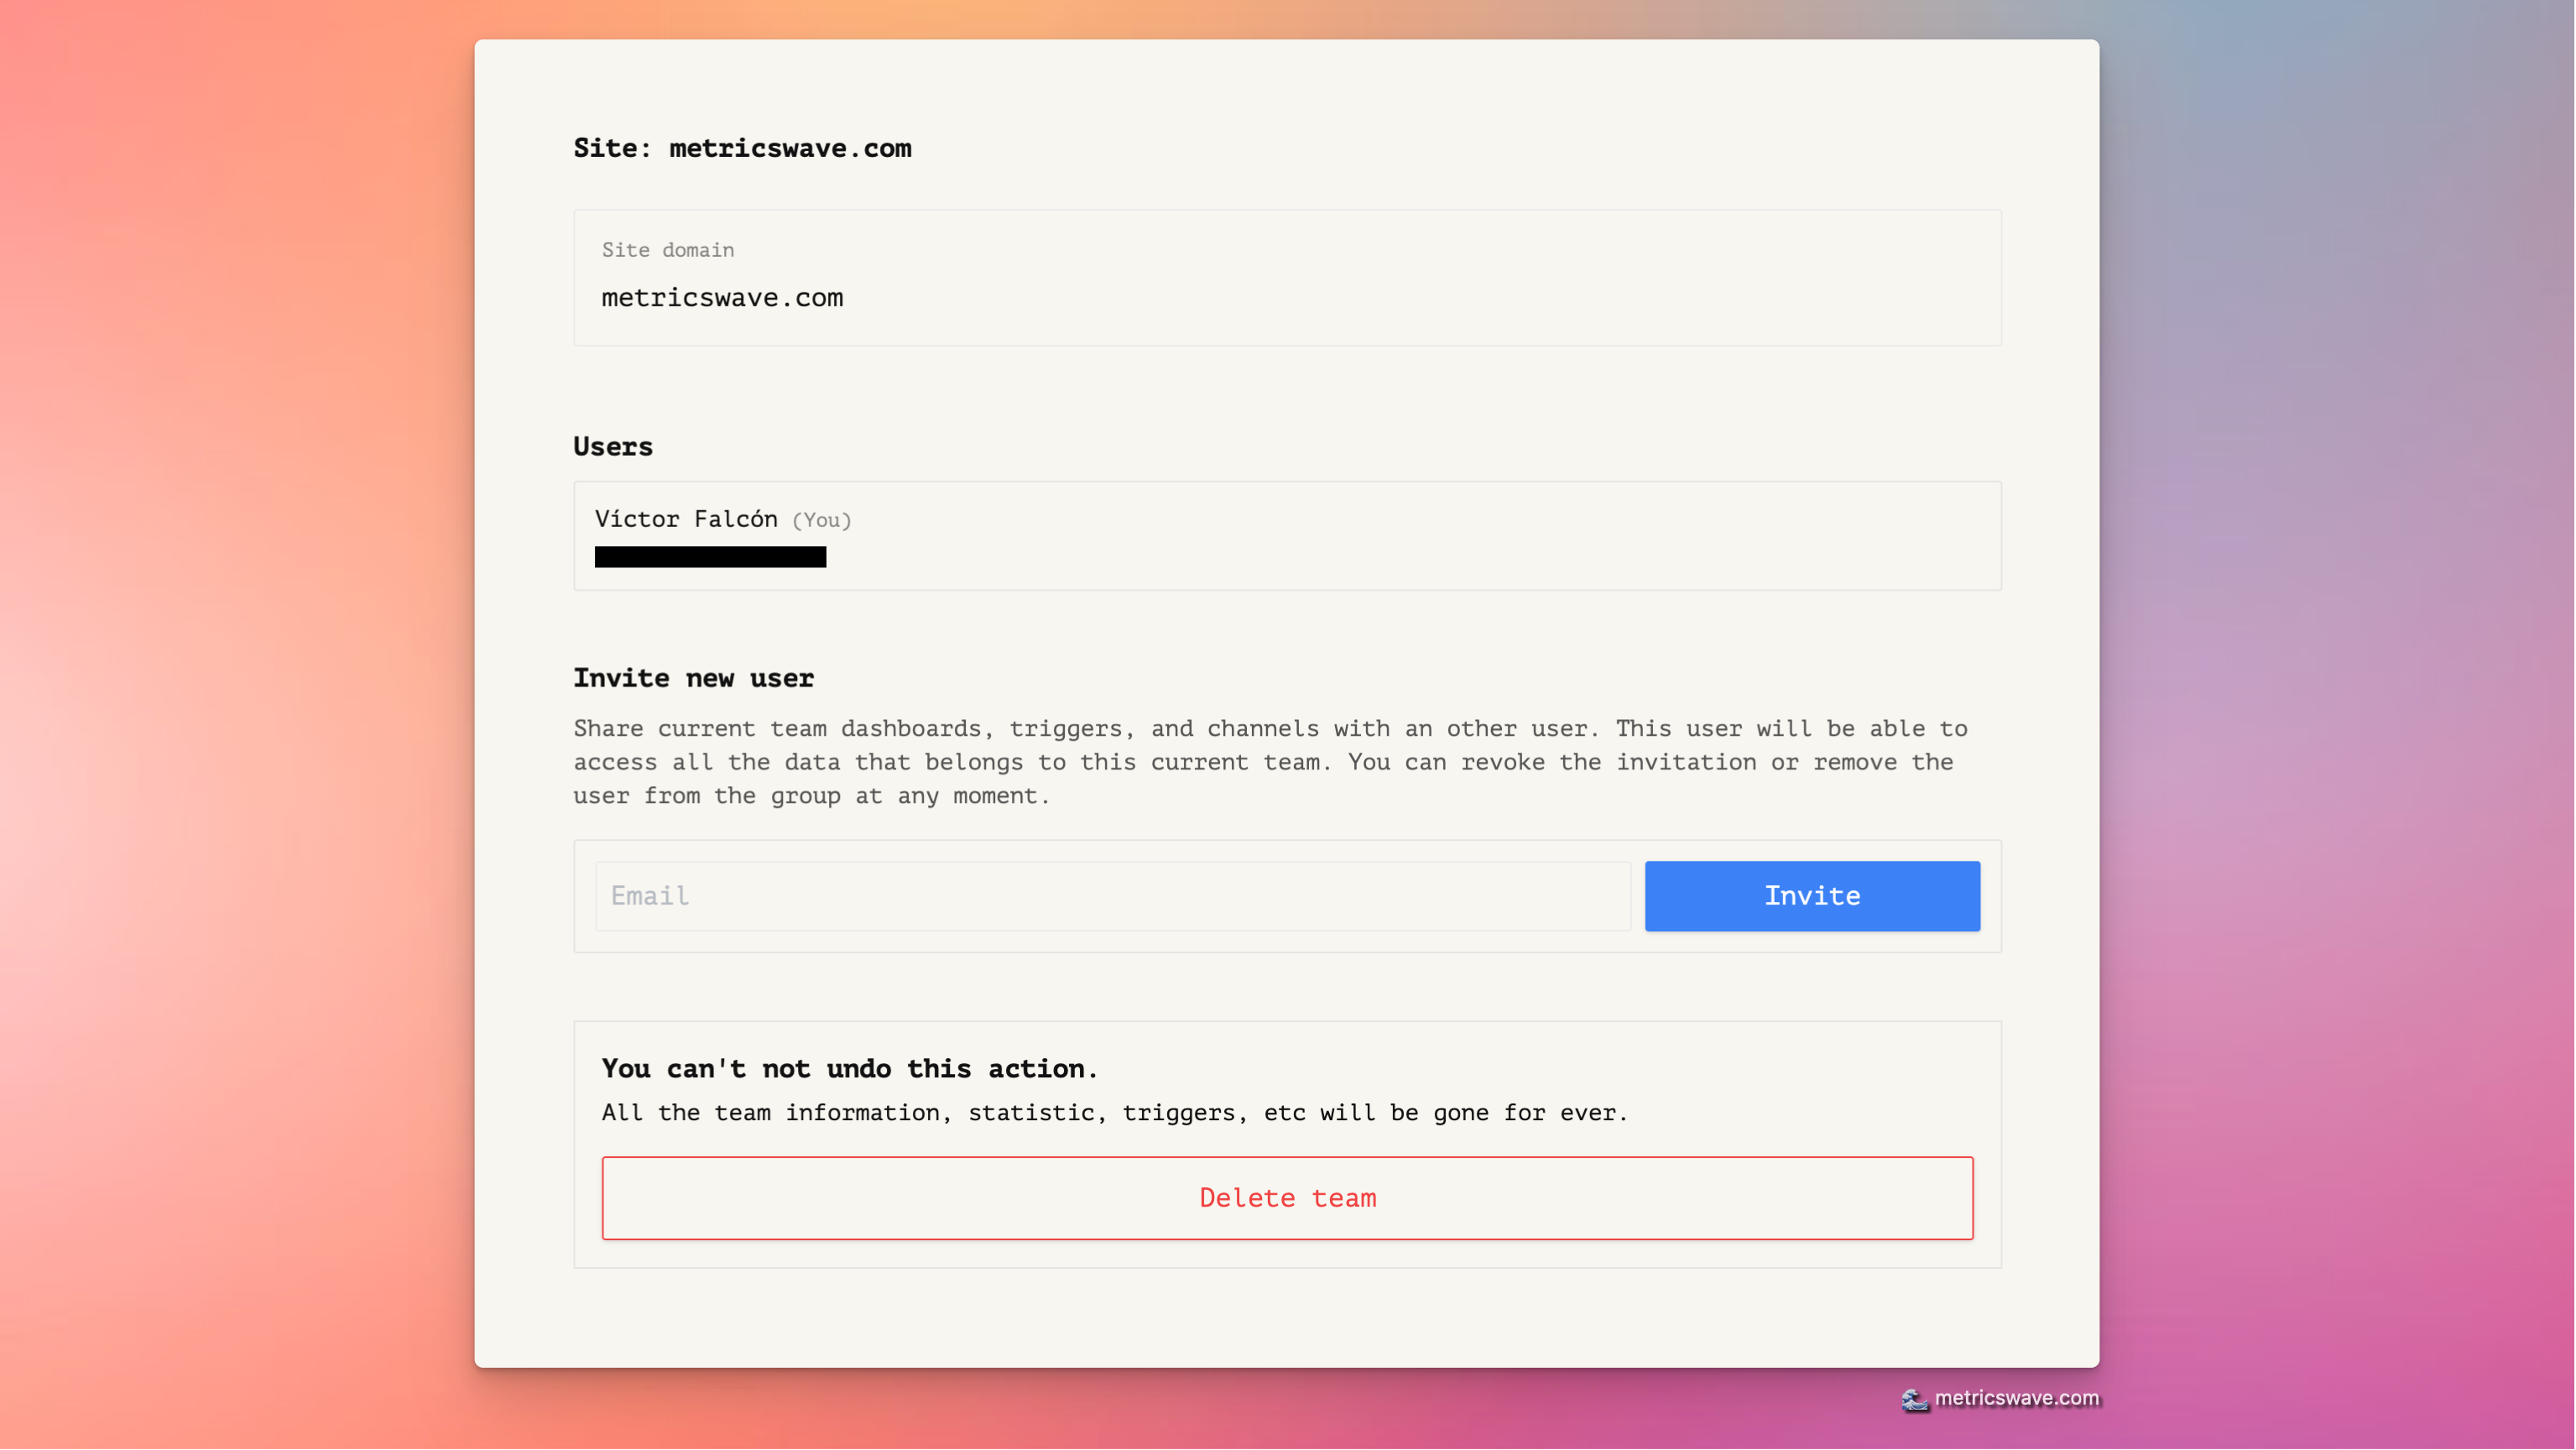 Site: metricswave.com
Site domain
metricswave.com
Users
Víctor Falcón (You)
Invite new user
Share current team dashboards, triggers, and channels with an other user. This user will be able to
access all the data that belongs to this current team. You can revoke the invitation or remove the
user from the group at any moment.
Email
Invite
You can't not undo this action.
All the team information, statistic, triggers, etc will be gone for ever.
Delete team
metricswave.com